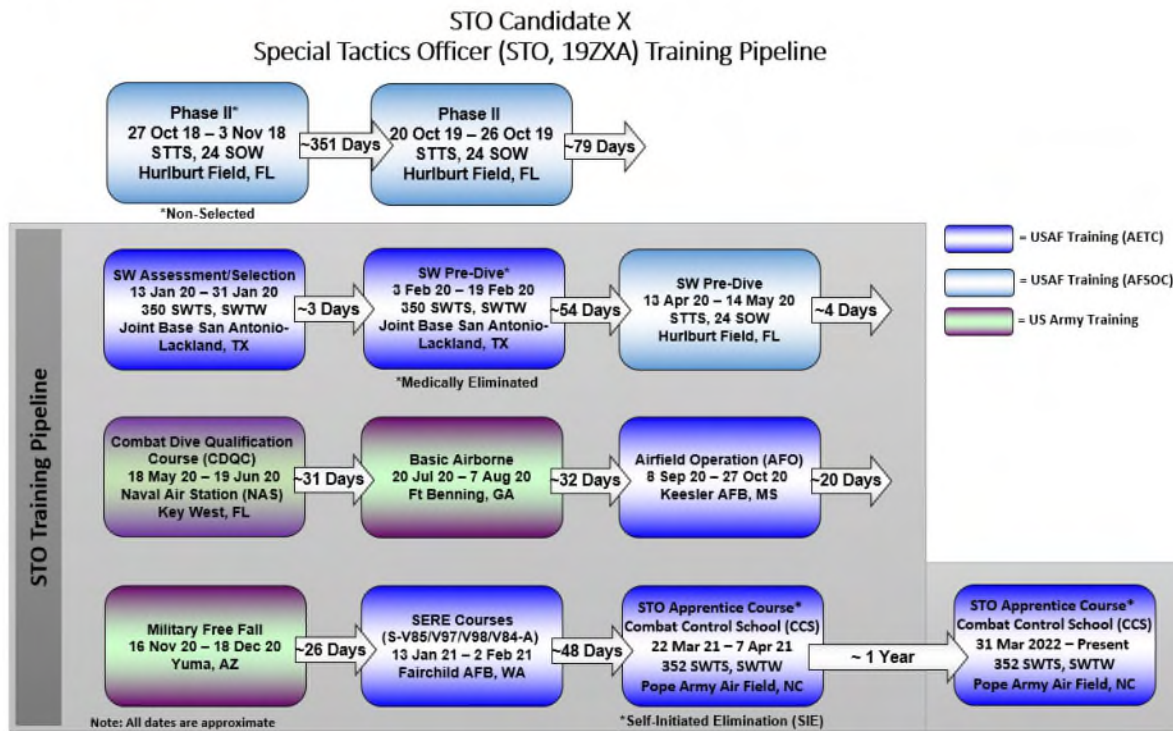 STO Candidate X
Special Tactics Officer (STO, 19ZXA) Training Pipeline
Phase II*
27 Oct 18 – 3 Nov 18
STTS, 24 SOW
Hurlburt Field, FL
*Non-Selected
~351 Days
Phase II
20 Oct 19 – 26 Oct 19
STTS, 24 SOW
Hurlburt Field, FL
~79 Days
= USAF Training (AETC)
= USAF Training (AFSOC)
= US Army Training
STO Training Pipeline
SW Assessment/Selection
13 Jan 20 – 31 Jan 20
350 SWTS, SWTW
Joint Base San Antonio-
Lackland, TX
~3 Days
SW Pre-Dive*
3 Feb 20 – 19 Feb 20
350 SWTS, SWTW
Joint Base San Antonio-
Lackland, TX
*Medically Eliminated
~54 Days
SW Pre-Dive
13 Apr 20 – 14 May 20
STTS, 24 SOW
Hurlburt Field, FL
~4 Days
Combat Dive Qualification
Course (CDQC)
18 May 20 – 19 Jun 20
Naval Air Station (NAS)
Key West, FL
~31 Days
Basic Airborne
20 Jul 20 – 7 Aug 20
Ft Benning, GA
~32 Days
Airfield Operation (AFO)
8 Sep 20 – 27 Oct 20
Keesler AFB, MS
~20 Days
Military Free Fall
16 Nov 20 – 18 Dec 20
Yuma, AZ
~26 Days
SERE Courses
(S-V85/V97/V98/V84-A)
13 Jan 21 – 2 Feb 21
Fairchild AFB, WA
~48 Days
STO Apprentice Course*
Combat Control School (CCS)
22 Mar 21 – 7 Apr 21
352 SWTS, SWTW
Pope Army Air Field, NC
*Self-Initiated Elimination (SIE)
~ 1 Year
STO Apprentice Course*
Combat Control School (CCS)
31 Mar 2022 – Present
352 SWTS, SWTW
Pope Army Air Field, NC
Note: All dates are approximate